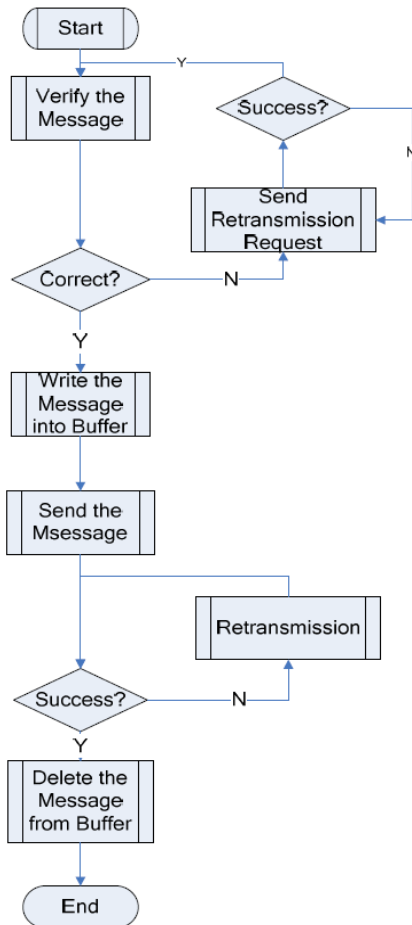 Start
Y
Verify the
Message
Success?
N
Send
Retransmission
Request
Correct?
N
Y
Write the
Message
into Buffer
Send the
Msessage
Retransmission
Success?
N
Y
Delete the
Message
from Buffer
End